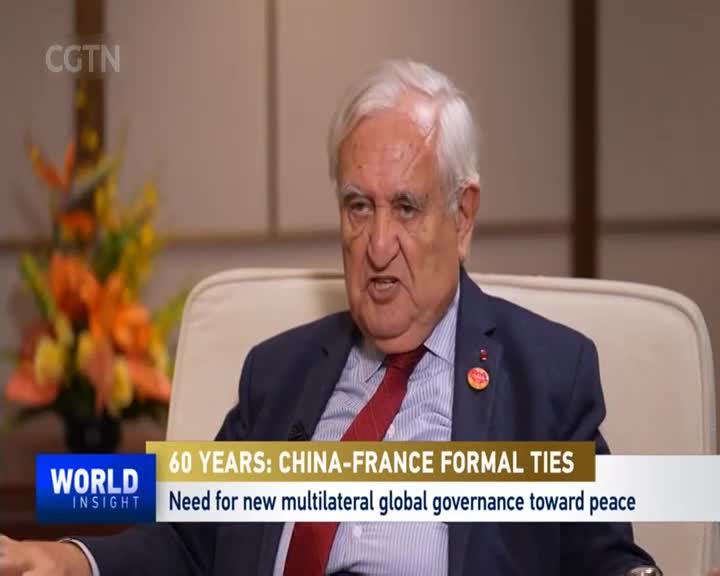 CGTN
60 YEARS: CHINA-FRANCE FORMAL TIES
WORLD
INSIGHT
Need for new multilateral global governance toward peace